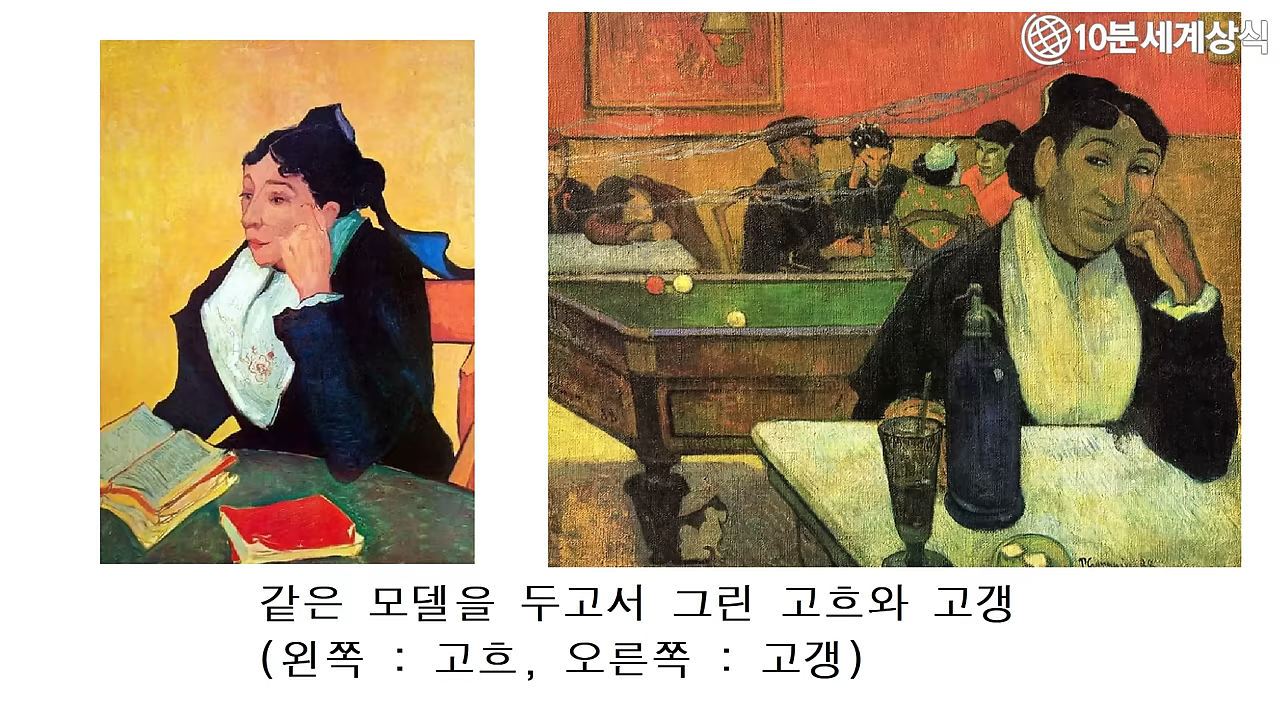 10분세계상식
같은 모델을 두고서 그린 고흐와 고갱
(왼쪽 : 고흐, 오른쪽 : 고갱)